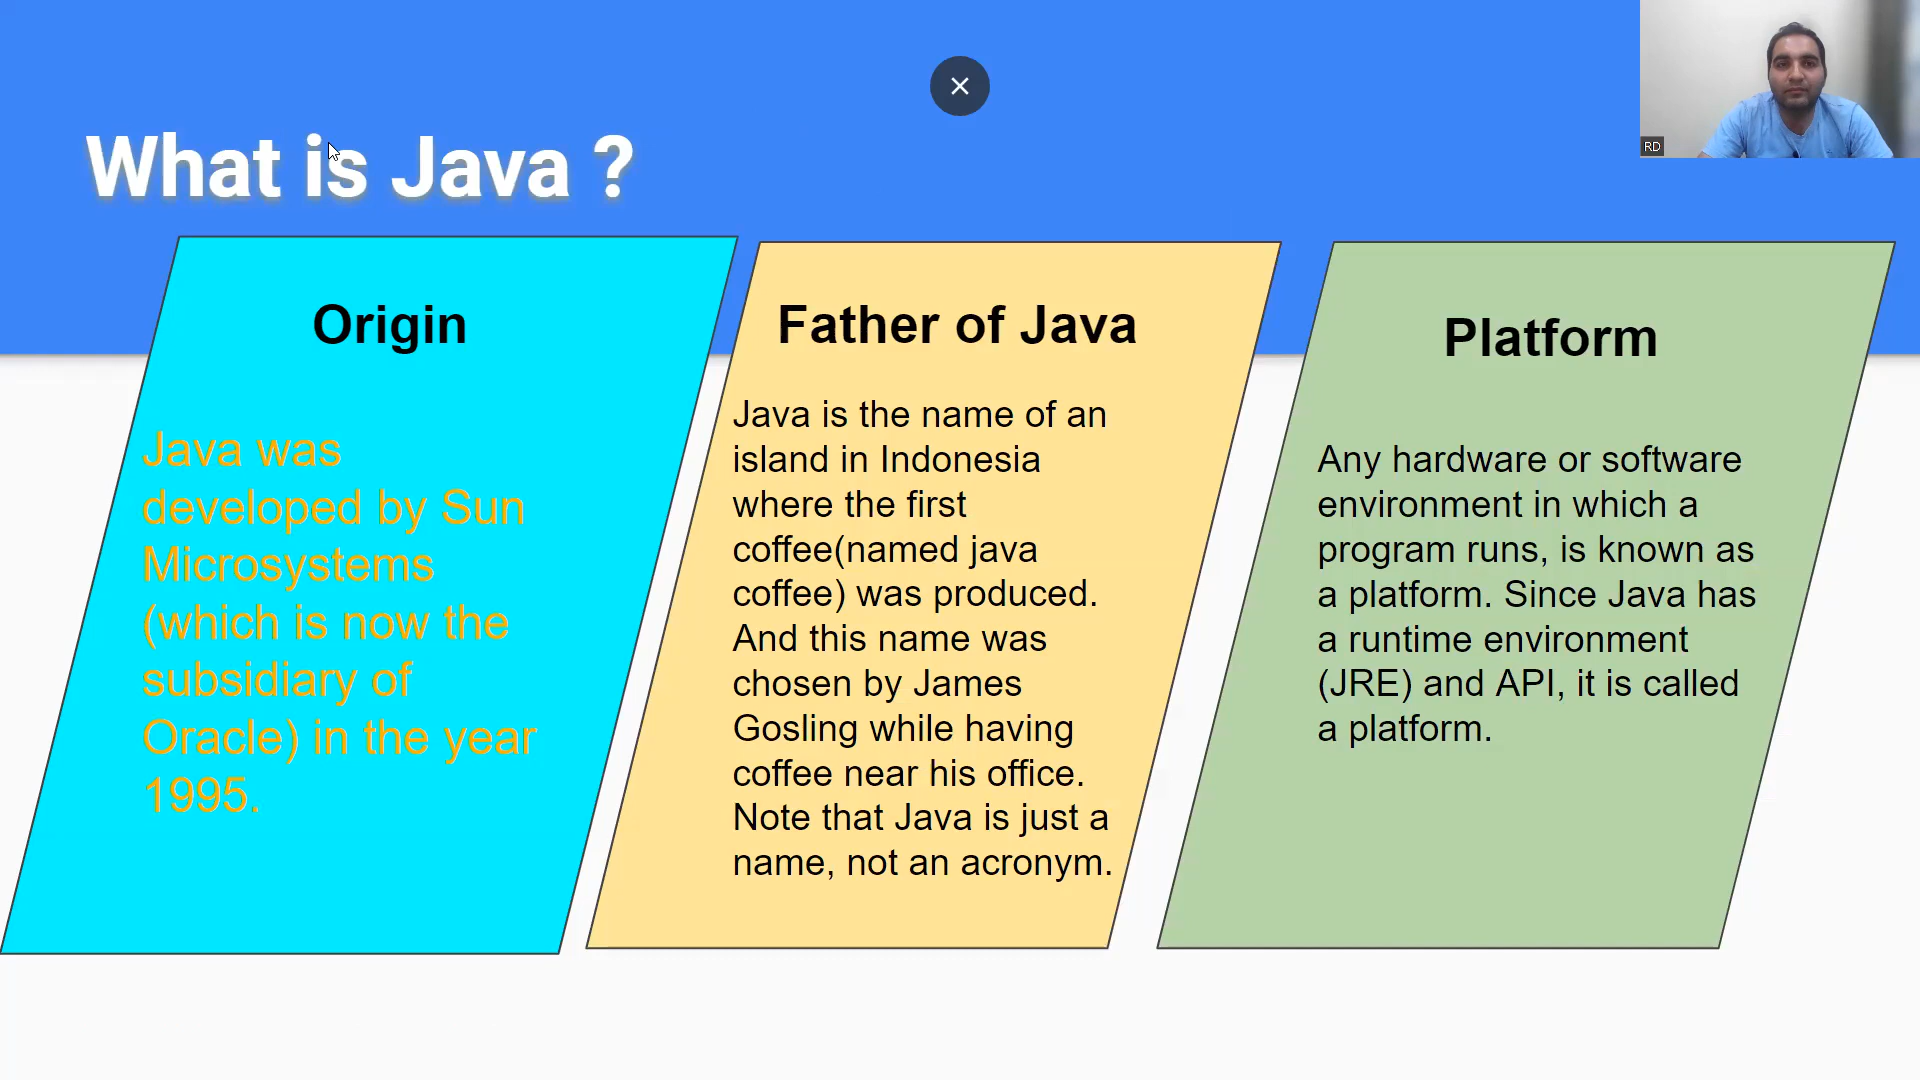 What is Java ?
RD
Origin
Java was
developed by Sun
Microsystems
(which is now the
subsidiary of
Oracle) in the year
1995.
Father of Java
Java is the name of an
island in Indonesia
where the first
coffee(named java
coffee) was produced.
And this name was
chosen by James
Gosling while having
coffee near his office.
Note that Java is just a
name, not an acronym.
Platform
Any hardware or software
environment in which a
program runs, is known as
a platform. Since Java has
a runtime environment
(JRE) and API, it is called
a platform.